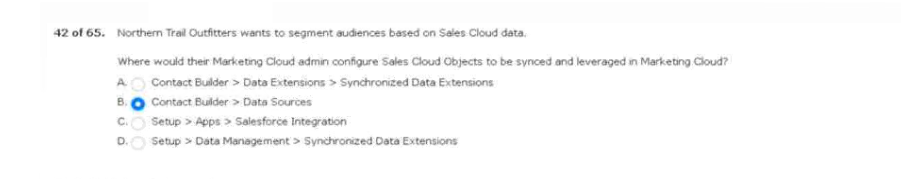 42 of 65. Northern Trail Outfitters wants to segment audiences based on Sales Cloud data.
Where would their Marketing Cloud admin configure Sales Cloud Objects to be synced and leveraged in Marketing Cloud?
A. Contact Builder > Data Extensions > Synchronized Data Extensions
B. Contact Builder > Data Sources
C. Setup > Apps > Salesforce Integration
D. Setup > Data Management > Synchronized Data Extensions